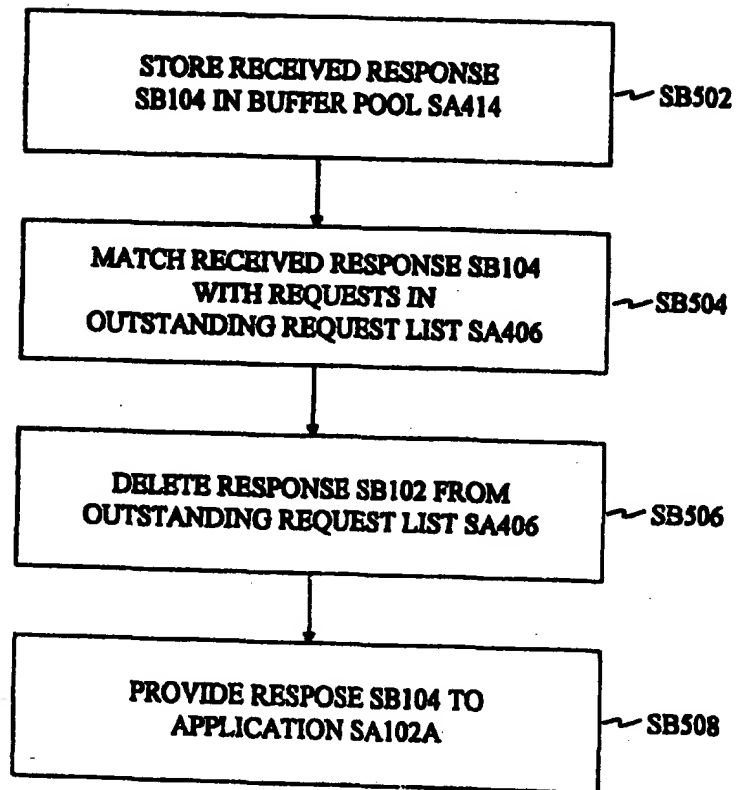 STORE RECEIVED RESPONSE
SB104 IN BUFFER POOL SA414
SB502
MATCH RECEIVED RESPONSE SB104
WITH REQUESTS IN
OUTSTANDING REQUEST LIST SA406
SB504
DELETE RESPONSE SB102 FROM
OUTSTANDING REQUEST LIST SA406
SB506
PROVIDE RESPOSE SB104 TO
APPLICATION SA102A
SB508